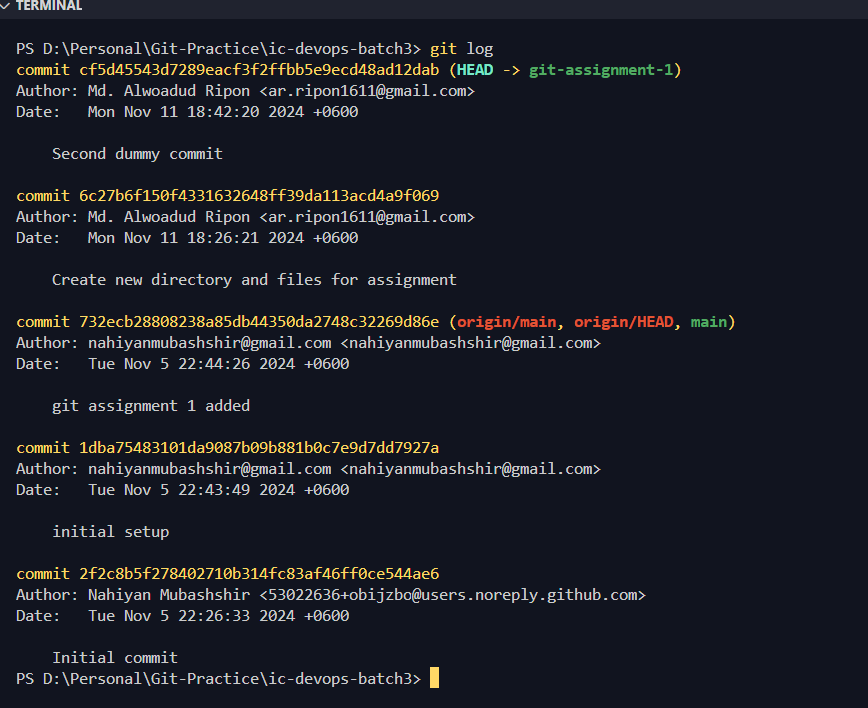 TERMINAL
PS D:\Personal\Git-Practice\ic-devops-batch3> git log
commit cf5d45543d7289eacf3f2ffbb5e9ecd48ad12dab (HEAD -> git-assignment-1)
Author: Md. Alwoadud Ripon <ar.ripon1611@gmail.com>
Date:   Mon Nov 11 18:42:20 2024 +0600
    Second dummy commit
commit 6c27b6f150f4331632648ff39da113acd4a9f069
Author: Md. Alwoadud Ripon <ar.ripon1611@gmail.com>
Date:   Mon Nov 11 18:26:21 2024 +0600
    Create new directory and files for assignment
commit 732ecb28808238a85db44350da2748c32269d86e (origin/main, origin/HEAD, main)
Author: nahiyanmubashshir@gmail.com <nahiyanmubashshir@gmail.com>
Date:   Tue Nov 5 22:44:26 2024 +0600
    git assignment 1 added
commit 1dba75483101da9087b09b881b0c7e9d7dd7927a
Author: nahiyanmubashshir@gmail.com <nahiyanmubashshir@gmail.com>
Date:   Tue Nov 5 22:43:49 2024 +0600
    initial setup
commit 2f2c8b5f278402710b314fc83af46ff0ce544ae6
Author: Nahiyan Mubashshir <53022636+obijzbo@users.noreply.github.com>
Date:   Tue Nov 5 22:26:33 2024 +0600
    Initial commit
PS D:\Personal\Git-Practice\ic-devops-batch3>